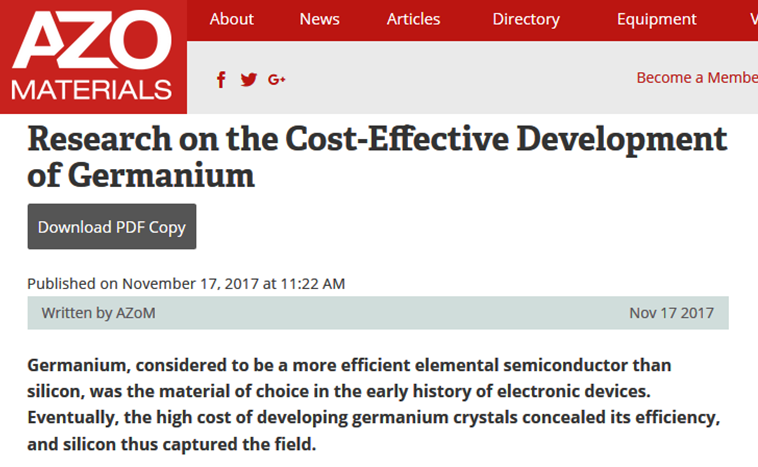 AZO
MATERIALS
About News Articles Directory Equipment V
Become a Membe
Research on the Cost-Effective Development
of Germanium
Download PDF Copy
Published on November 17, 2017 at 11:22 AM
Written by AZoM Nov 17 2017
Germanium, considered to be a more efficient elemental semiconductor than
silicon, was the material of choice in the early history of electronic devices.
Eventually, the high cost of developing germanium crystals concealed its efficiency,
and silicon thus captured the field.